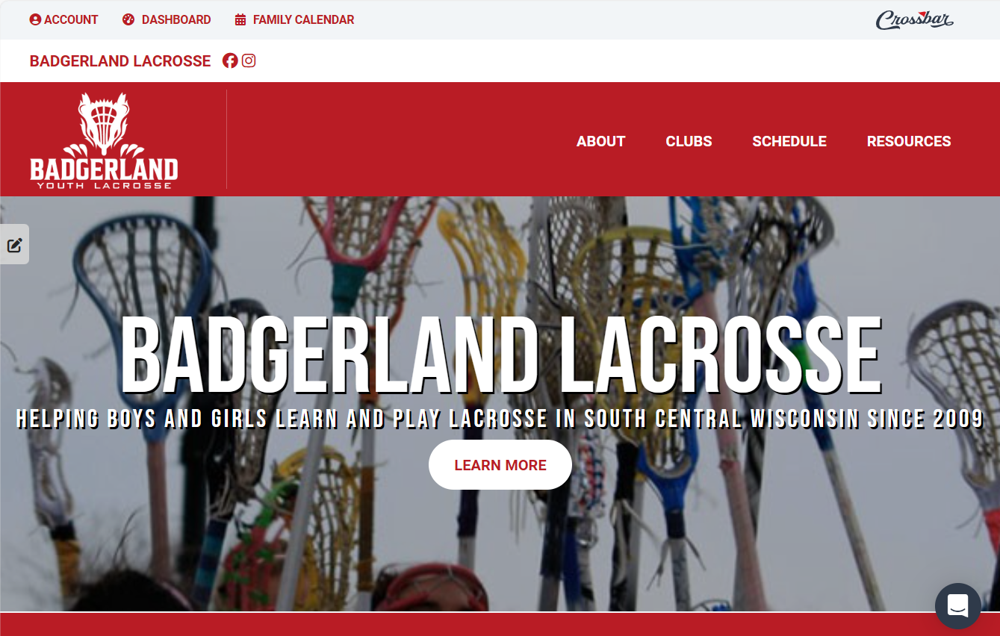 ACCOUNT DASHBOARD FAMILY CALENDAR Crossbar
BADGERLAND LACROSSE
BADGERLAND
YOUTH LACROSSE
ABOUT CLUBS SCHEDULE RESOURCES
BADGERLAND LACROSSE
HELPING BOYS AND GIRLS LEARN AND PLAY LACROSSE IN SOUTH CENTRAL WISCONSIN SINCE 2009
LEARN MORE